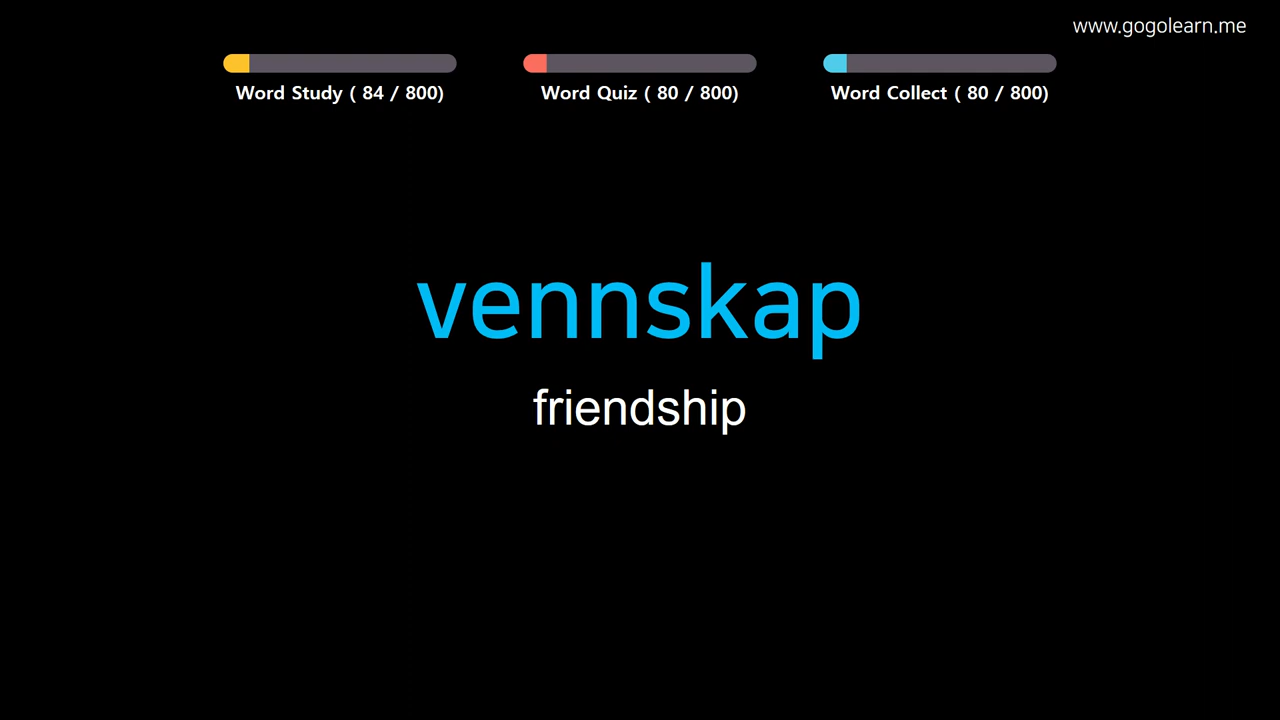 www.gogolearn.me
Word Study ( 84 / 800)
Word Quiz ( 80 / 800)
Word Collect ( 80 / 800)
vennskap
friendship